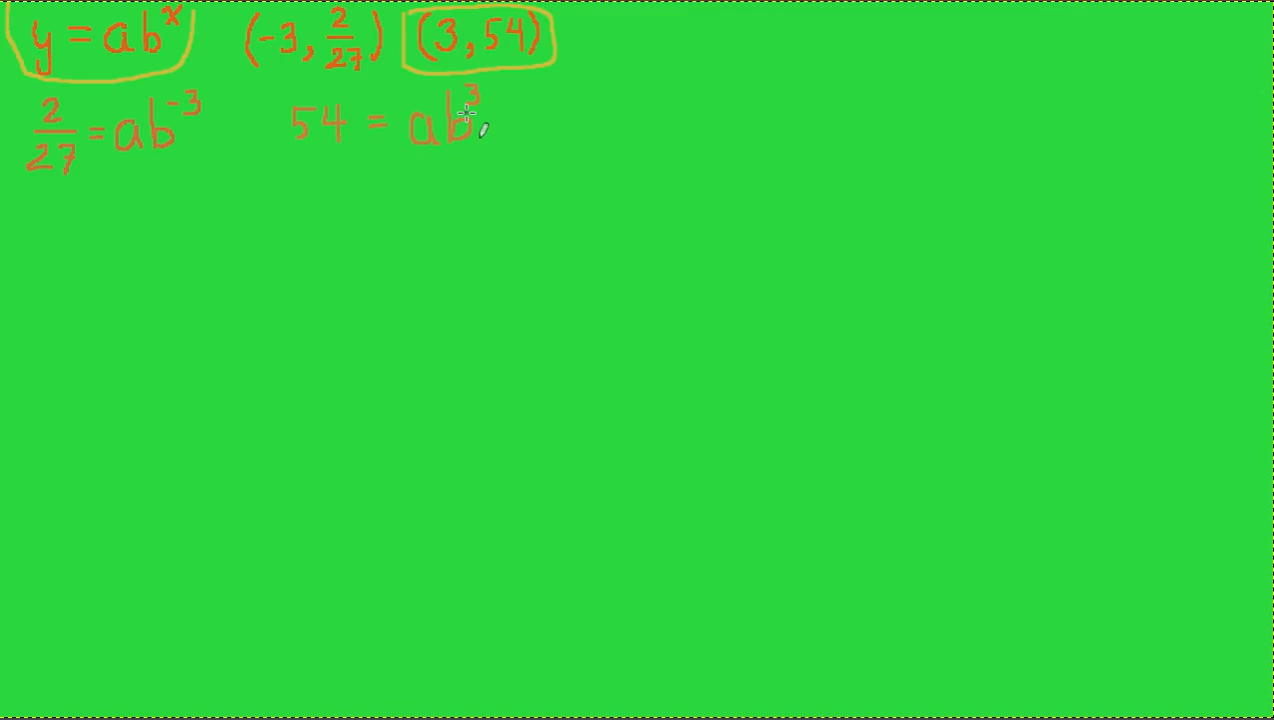 y = ab^x (-3, 2/27) (3, 54)
2/27 = ab^-3 54 = ab^3